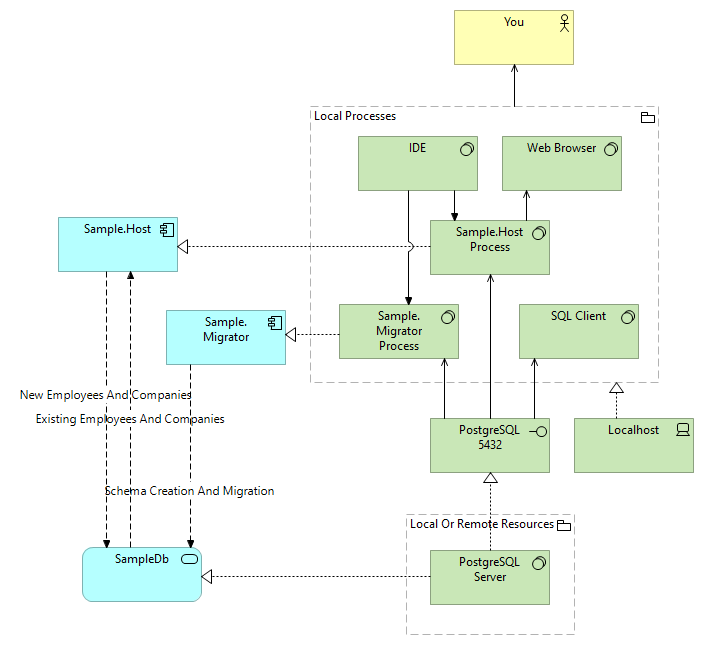 You
Local Processes
IDE
Web Browser
Sample.Host
Sample.Host
Process
Sample.
Migrator
Sample.
Migrator
Process
SQL Client
New Employees And Companies
Existing Employees And Companies
PostgreSQL
5432
Localhost
Schema Creation And Migration
Local Or Remote Resources
SampleDb
PostgreSQL
Server